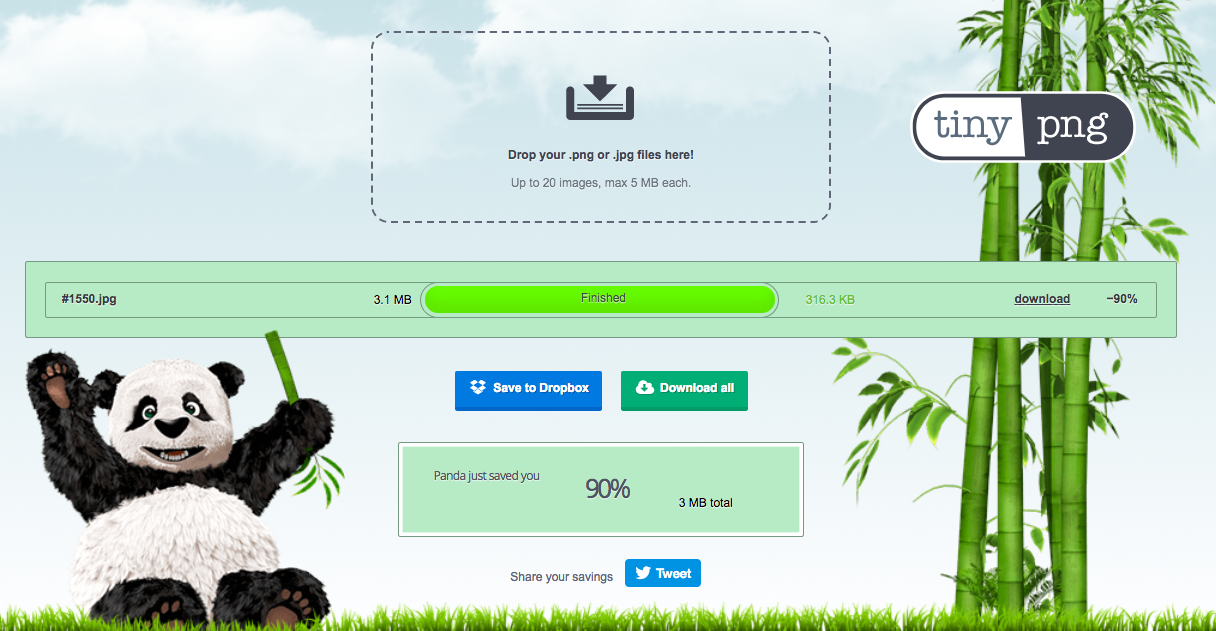 tiny png
Drop your .png or .jpg files here!
Up to 20 images, max 5 MB each.
#1550.jpg 3.1 MB Finished 316.3 KB download −90%
Save to Dropbox Download all
Panda just saved you 90% 3 MB total
Share your savings Tweet